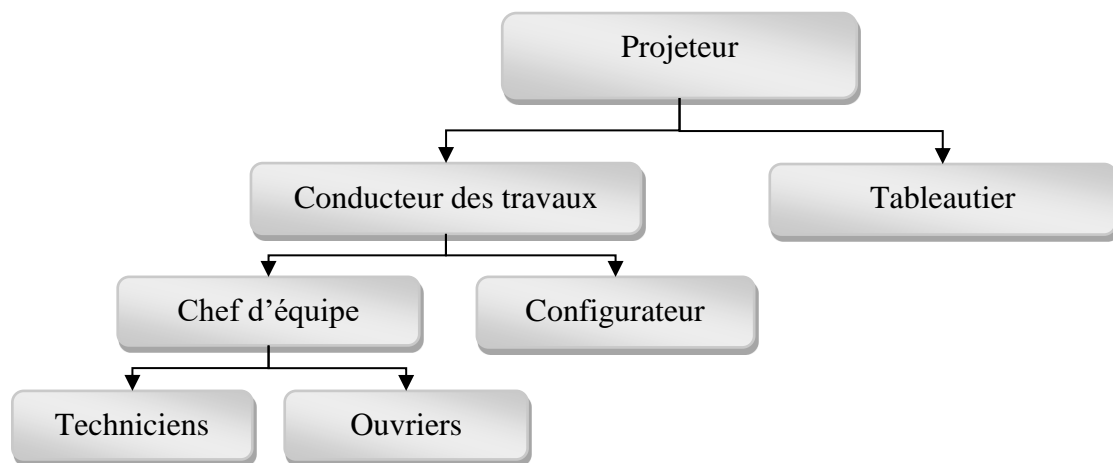 Projeteur
Conducteur des travaux
Tableautier
Chef d’équipe
Configurateur
Techniciens
Ouvriers